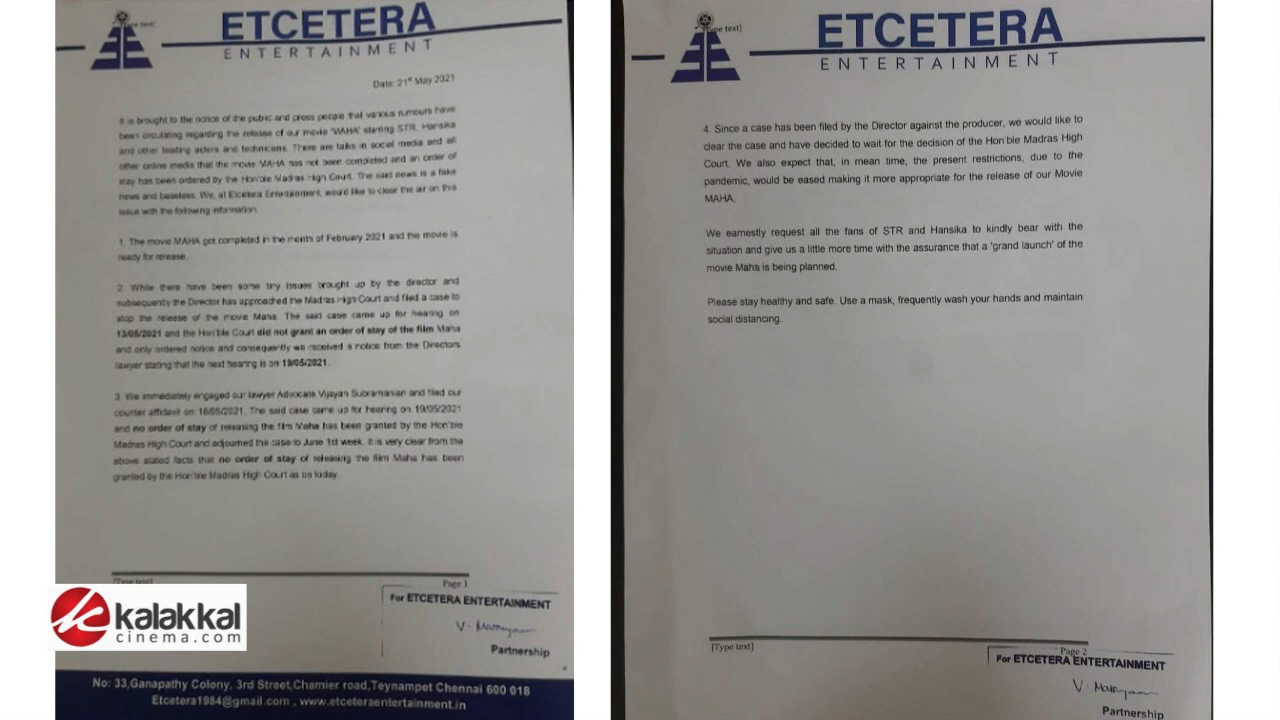 [Type text]
ETCETERA
ENTERTAINMENT
Date: 21st May 2021
It is brought to the notice of the public and press people that various rumours have
been circulating regarding the release of our movie 'MAHA' starring STR, Hansika
and other leading actors and technicians. There are talks in social media and all
other online media that the movie MAHA has not been completed and an order of
stay has been ordered by the Hon'ble Madras High Court. The said news is a fake
news and baseless. We, at Etcetera Entertainment, would like to clear the air on this
issue with the following information.
1. The movie MAHA got completed in the month of February 2021 and the movie is
ready for release.
2. While there have been some tiny issues brought up by the director and
subsequently the Director has approached the Madras High Court and filed a case to
stop the release of the movie Maha. The said case came up for hearing on
13/05/2021 and the Hon'ble Court did not grant an order of stay of the film Maha
and only ordered notice and consequently we received a notice from the Directors
lawyer stating that the next hearing is on 19/05/2021.
3. We immediately engaged our lawyer Advocate Vijayan Subramanian and filed our
counter affidavit on 18/05/2021. The said case came up for hearing on 19/05/2021
and no order of stay of releasing the film Maha has been granted by the Hon'ble
Madras High Court and adjourned the case to June 1st week. It is very clear from the
above stated facts that no order of stay of releasing the film Maha has been
granted by the Hon'ble Madras High Court as on today.
[Type text]
Page 1
For ETCETERA ENTERTAINMENT
Partnership
No: 33,Ganapathy Colony, 3rd Street,Chamier road,Teynampet Chennai 600 018
Etcetera1984@gmail.com , www.etceteraentertainment.in
kalakkal
cinema.com
[Type text]
ETCETERA
ENTERTAINMENT
4. Since a case has been filed by the Director against the producer, we would like to
clear the case and have decided to wait for the decision of the Hon'ble Madras High
Court. We also expect that, in mean time, the present restrictions, due to the
pandemic, would be eased making it more appropriate for the release of our Movie
MAHA.
We earnestly request all the fans of STR and Hansika to kindly bear with the
situation and give us a little more time with the assurance that a 'grand launch' of the
movie Maha is being planned.
Please stay healthy and safe. Use a mask, frequently wash your hands and maintain
social distancing.
[Type text]
Page 2
For ETCETERA ENTERTAINMENT
Partnership